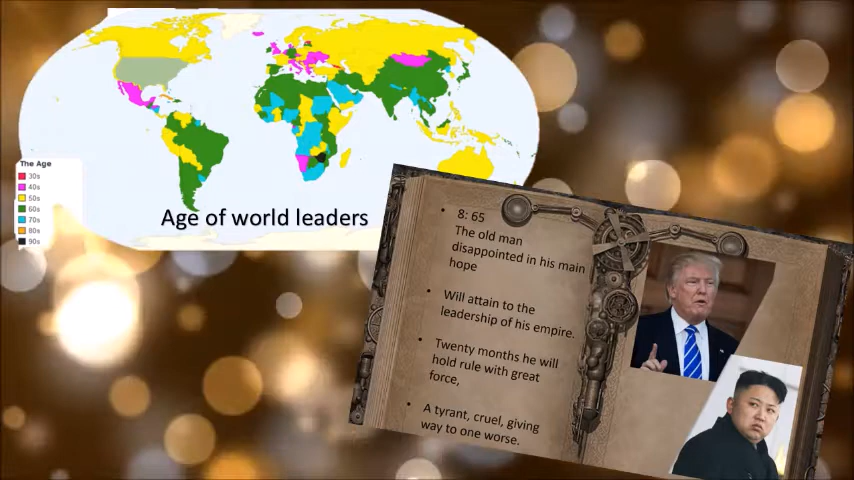 The Age
30s
40s
50s
60s
70s
80s
90s
Age of world leaders
• 8: 65
The old man
disappointed in his main
hope
• Will attain to the
leadership of his empire.
• Twenty months he will
hold rule with great
force,
• A tyrant, cruel, giving
way to one worse.